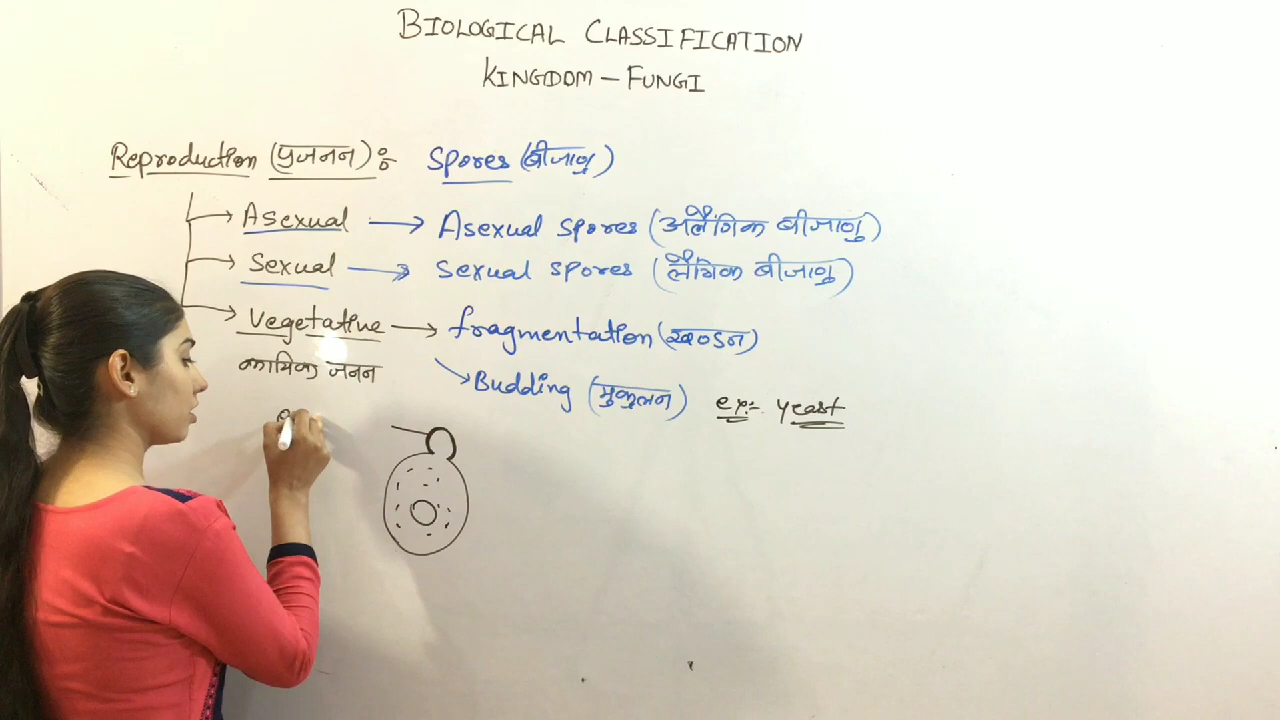 BIOLOGICAL CLASSIFICATION
KINGDOM - FUNGI
Reproduction (प्रजनन) : Spores (बीजाणु)
Asexual → Asexual spores (अलैंगिक बीजाणु)
Sexual → Sexual spores (लैंगिक बीजाणु)
Vegetative → fragmentation (खण्डन)
कायिक जनन
Budding (मुकुलन) ex:- Yeast